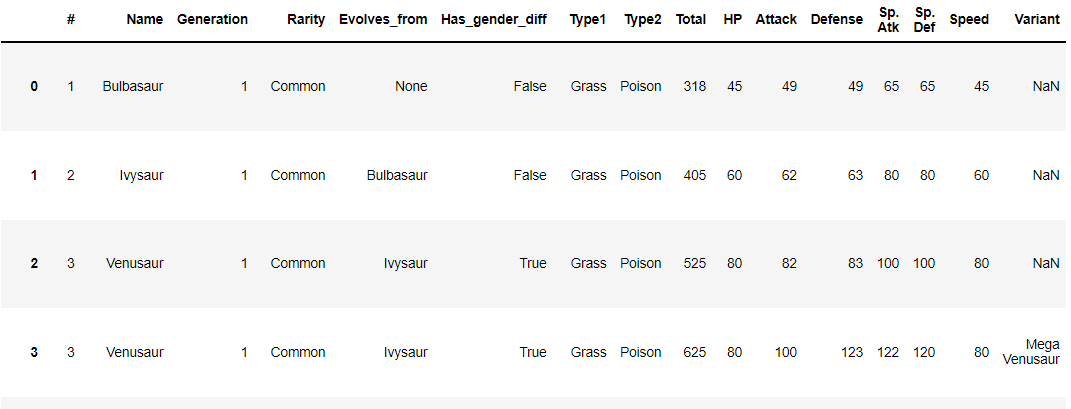 # Name Generation Rarity Evolves_from Has_gender_diff Type1 Type2 Total HP Attack Defense Sp. Atk Sp. Def Speed Variant
0 1 Bulbasaur 1 Common None False Grass Poison 318 45 49 49 65 65 45 NaN
1 2 Ivysaur 1 Common Bulbasaur False Grass Poison 405 60 62 63 80 80 60 NaN
2 3 Venusaur 1 Common Ivysaur True Grass Poison 525 80 82 83 100 100 80 NaN
3 3 Venusaur 1 Common Ivysaur True Grass Poison 625 80 100 123 122 120 80 Mega Venusaur